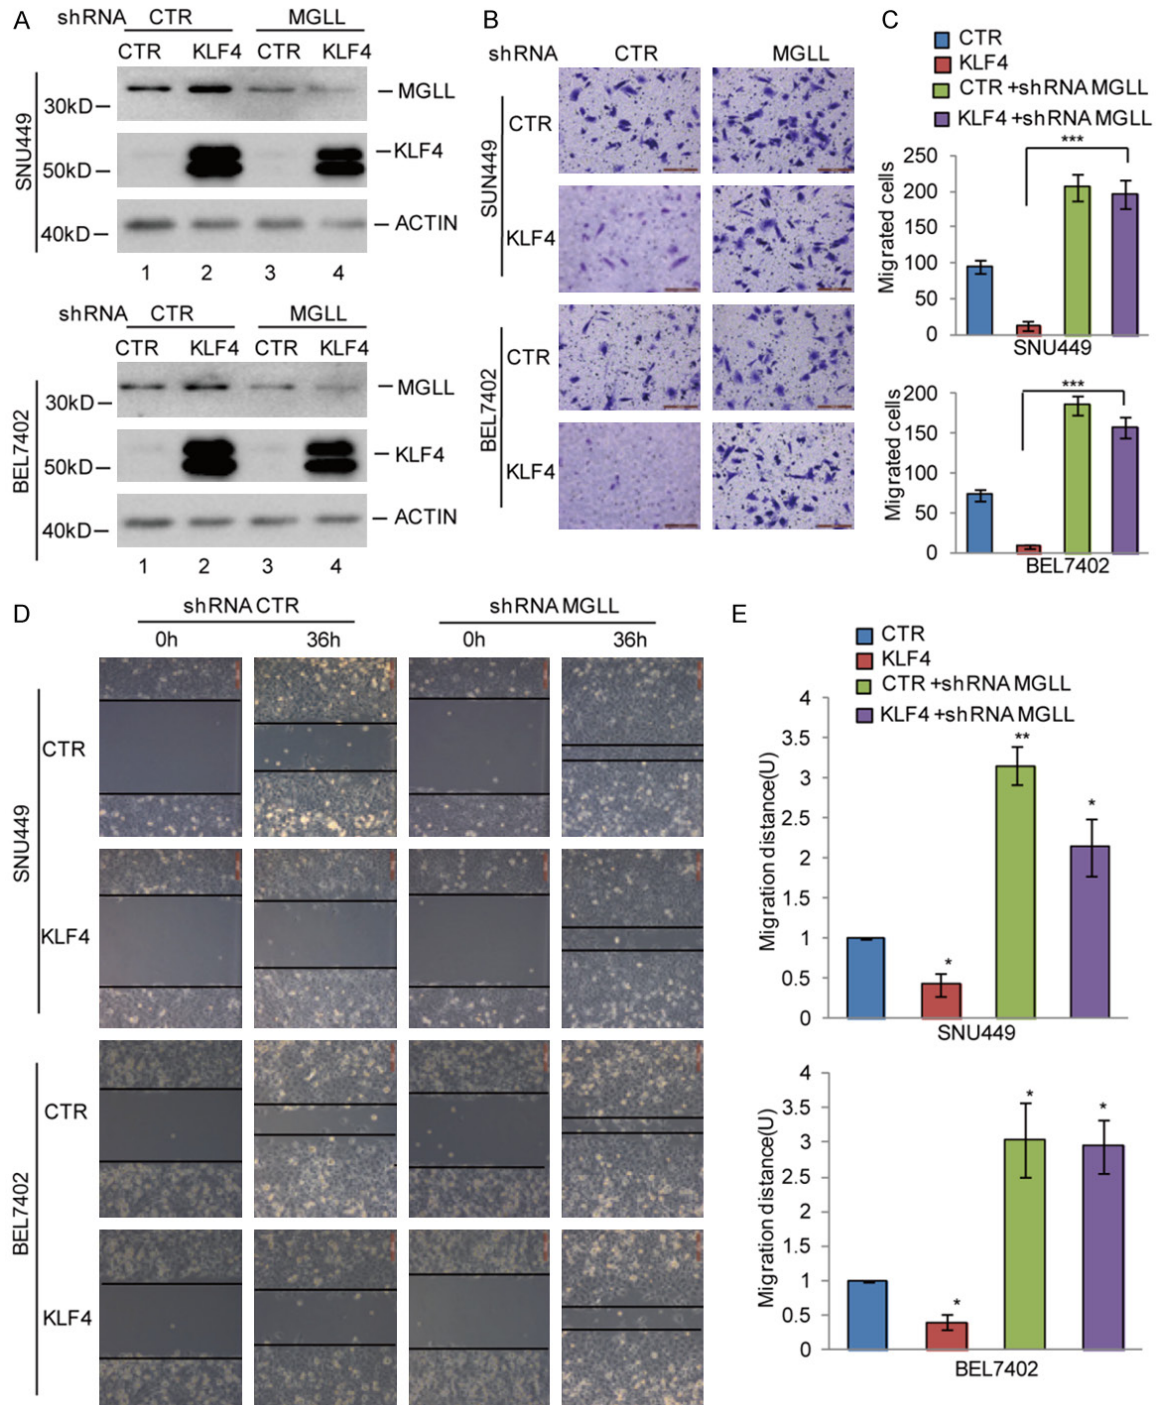 A
shRNA CTR MGLL
CTR KLF4 CTR KLF4
SNU449
30kD – – MGLL
50kD – – KLF4
40kD – – ACTIN
1 2 3 4
shRNA CTR MGLL
CTR KLF4 CTR KLF4
BEL7402
30kD – – MGLL
50kD – – KLF4
40kD – – ACTIN
1 2 3 4
B
shRNA CTR MGLL
SUN449
CTR
KLF4
BEL7402
CTR
KLF4
C
CTR
KLF4
CTR +shRNA MGLL
KLF4 +shRNA MGLL
Migrated cells
250
200
150
100
50
0
***
SNU449
Migrated cells
200
150
100
50
0
***
BEL7402
D
shRNA CTR shRNA MGLL
0h 36h 0h 36h
SNU449
CTR
KLF4
BEL7402
CTR
KLF4
E
CTR
KLF4
CTR +shRNA MGLL
KLF4 +shRNA MGLL
Migration distance(U)
4
3.5
3
2.5
2
1.5
1
0.5
0
* ** *
SNU449
Migration distance(U)
4
3.5
3
2.5
2
1.5
1
0.5
0
* * *
BEL7402